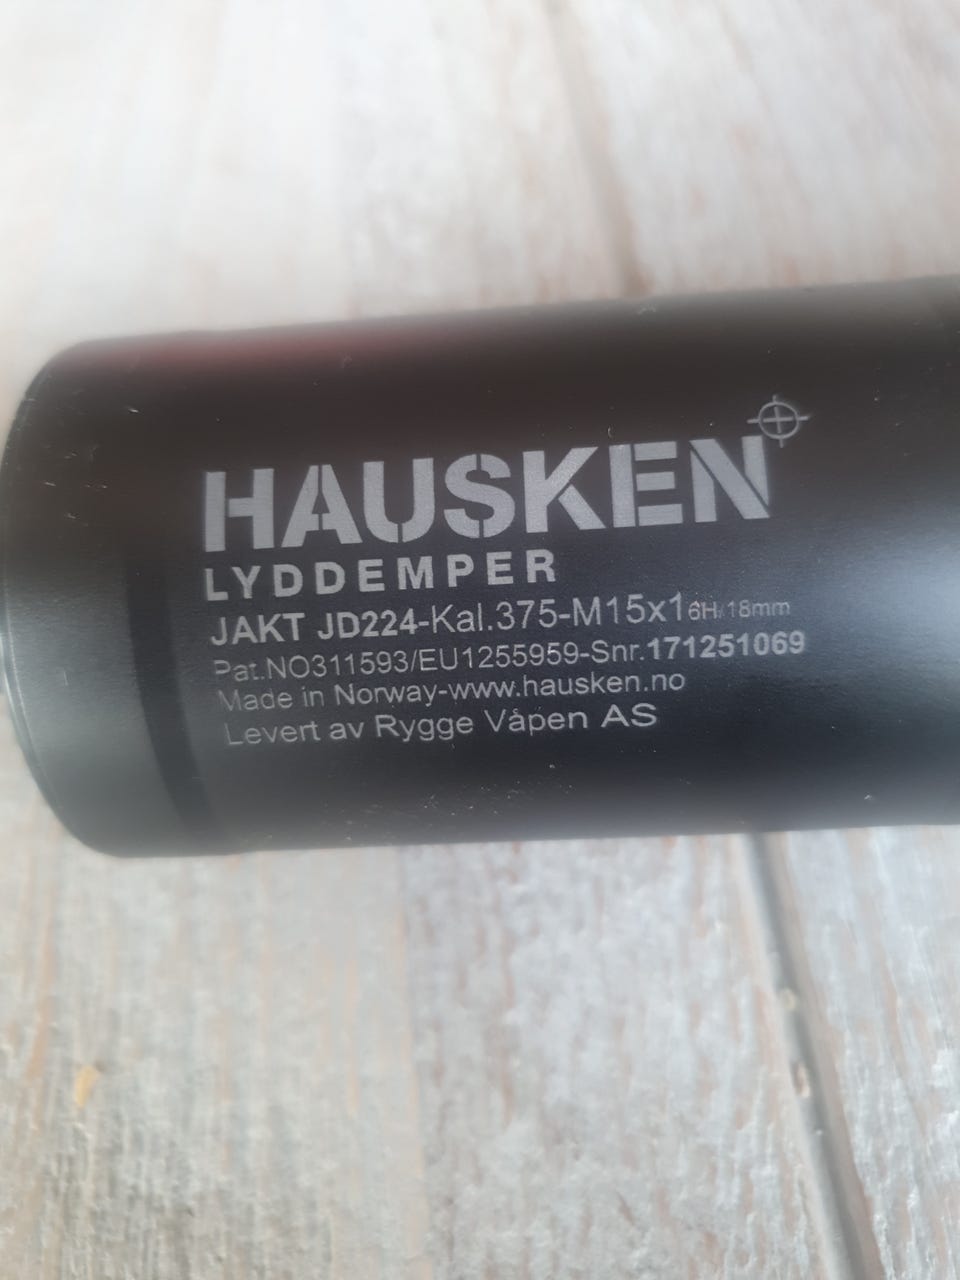 HAUSKEN
LYDDEMPER
JAKT JD224-Kal.375-M15x1 6H/18mm
Pat.NO311593/EU1255959-Snr.171251069
Made in Norway-www.hausken.no
Levert av Rygge Våpen AS